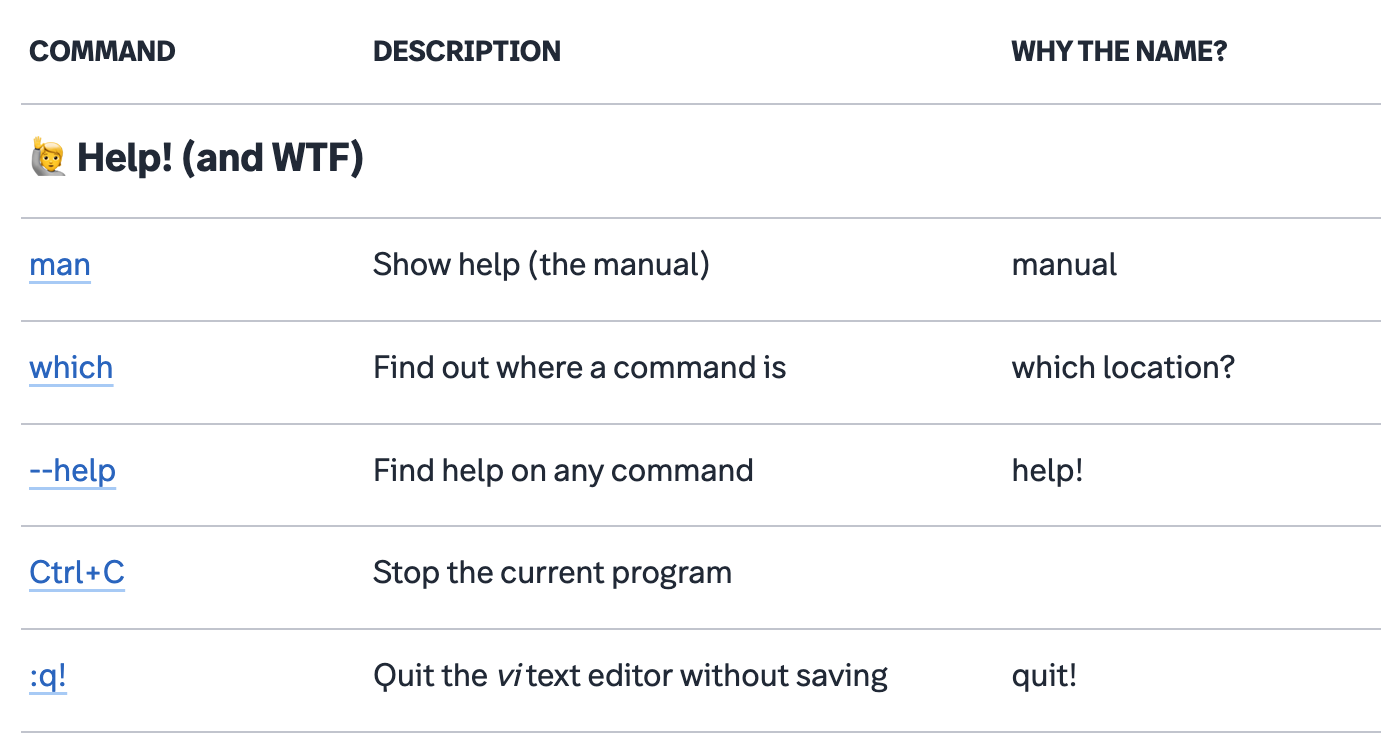 COMMAND DESCRIPTION WHY THE NAME?
🙋 Help! (and WTF)
man Show help (the manual) manual
which Find out where a command is which location?
--help Find help on any command help!
Ctrl+C Stop the current program
:q! Quit the vi text editor without saving quit!